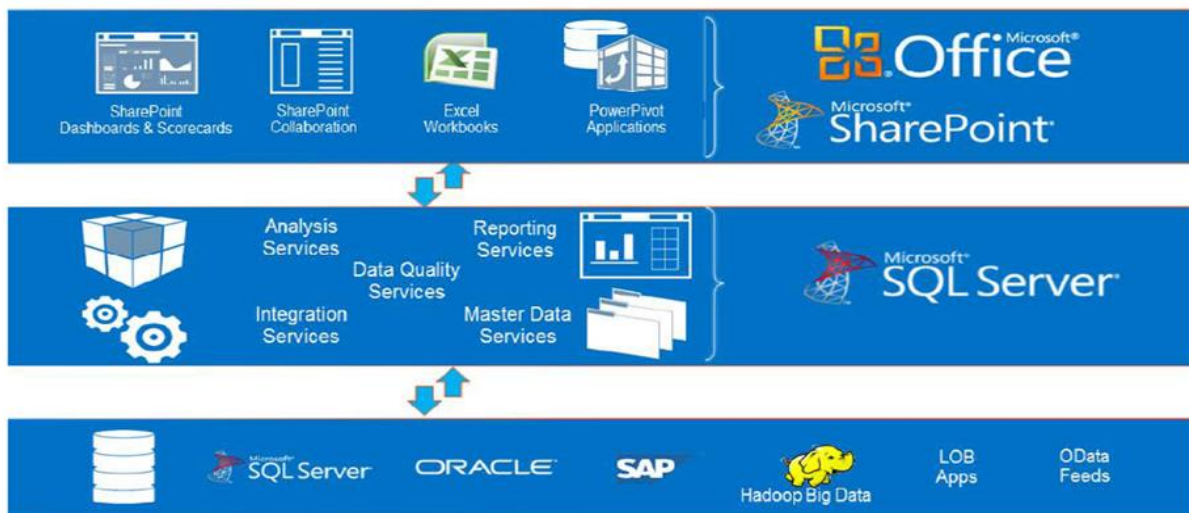 SharePoint
Dashboards & Scorecards
SharePoint
Collaboration
Excel
Workbooks
PowerPivot
Applications
Microsoft®
Office
Microsoft®
SharePoint®
Analysis
Services
Reporting
Services
Data Quality
Services
Integration
Services
Master Data
Services
Microsoft®
SQL Server®
Microsoft®
SQL Server®
ORACLE®
SAP
Hadoop Big Data
LOB
Apps
OData
Feeds